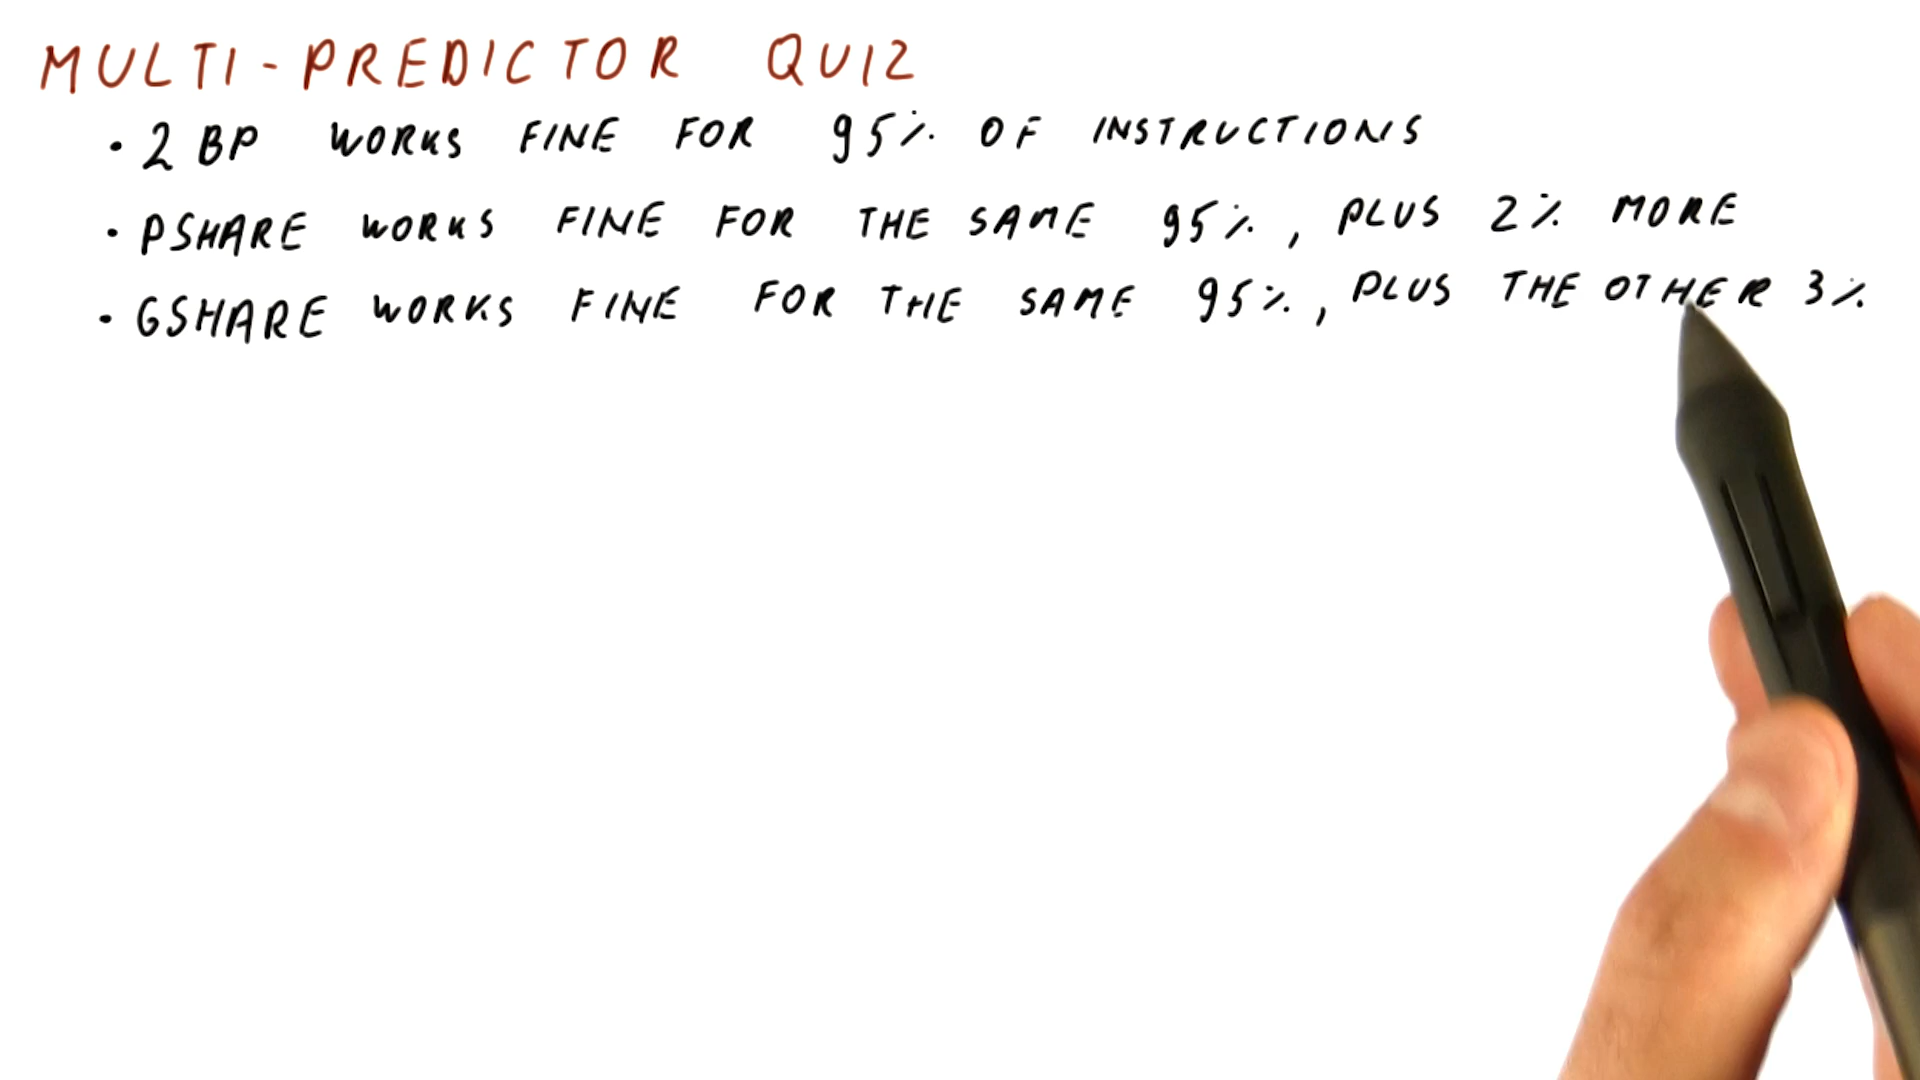 MULTI-PREDICTOR QUIZ
• 2BP WORKS FINE FOR 95% OF INSTRUCTIONS
• PSHARE WORKS FINE FOR THE SAME 95%, PLUS 2% MORE
• GSHARE WORKS FINE FOR THE SAME 95%, PLUS THE OTHER 3%